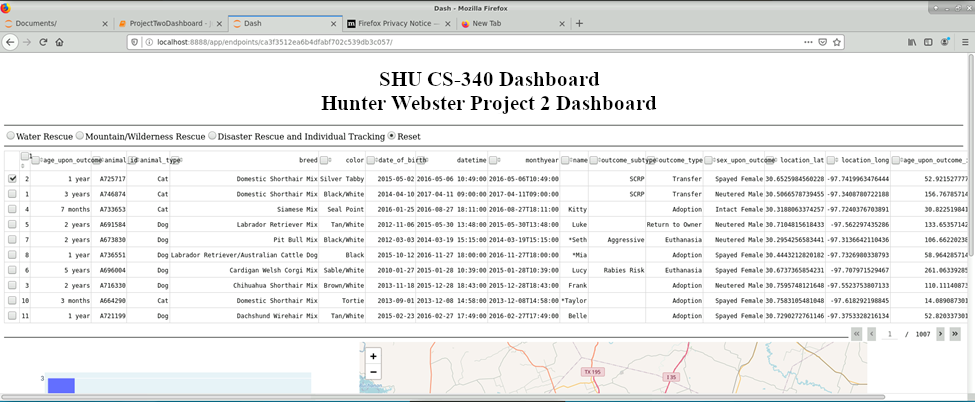 Dash - Mozilla Firefox
Documents/ ProjectTwoDashboard - J Dash Firefox Privacy Notice — New Tab
localhost:8888/app/endpoints/ca3f3512ea6b4dfabf702c539db3c057/
SHU CS-340 Dashboard
Hunter Webster Project 2 Dashboard
Water Rescue Mountain/Wilderness Rescue Disaster Rescue and Individual Tracking Reset
1 age_upon_outcome animal_id animal_type breed color date_of_birth datetime monthyear name outcome_subtype outcome_type sex_upon_outcome location_lat location_long age_upon_outcome_
2 1 year A725717 Cat Domestic Shorthair Mix Silver Tabby 2015-05-02 2016-05-06 10:49:00 2016-05-06T10:49:00 SCRP Transfer Spayed Female 30.6525984560228 -97.7419963476444 52.921527777
1 3 years A746874 Cat Domestic Shorthair Mix Black/White 2014-04-10 2017-04-11 09:00:00 2017-04-11T09:00:00 SCRP Transfer Neutered Male 30.5066578739455 -97.3408780722188 156.76785714
4 7 months A733653 Cat Siamese Mix Seal Point 2016-01-25 2016-08-27 18:11:00 2016-08-27T18:11:00 Kitty Adoption Intact Female 30.3188063374257 -97.7240376703891 30.822519841
5 2 years A691584 Dog Labrador Retriever Mix Tan/White 2012-11-06 2015-05-30 13:48:00 2015-05-30T13:48:00 Luke Return to Owner Neutered Male 30.7104815618433 -97.562297435286 133.65357142
7 2 years A673830 Dog Pit Bull Mix Black/White 2012-03-03 2014-03-19 15:15:00 2014-03-19T15:15:00 *Seth Aggressive Euthanasia Neutered Male 30.2954256583441 -97.3136642110436 106.66220238
8 1 year A736551 Dog Labrador Retriever/Australian Cattle Dog Black 2015-10-12 2016-11-27 18:00:00 2016-11-27T18:00:00 *Mia Adoption Spayed Female 30.4443212820182 -97.7326980338793 58.964285714
6 5 years A696004 Dog Cardigan Welsh Corgi Mix Sable/White 2010-01-27 2015-01-28 10:39:00 2015-01-28T10:39:00 Lucy Rabies Risk Euthanasia Spayed Female 30.6737365854231 -97.707971529467 261.06339285
3 2 years A716330 Dog Chihuahua Shorthair Mix Brown/White 2013-11-18 2015-12-28 18:43:00 2015-12-28T18:43:00 Frank Adoption Neutered Male 30.7595748121648 -97.5523753807133 110.11140873
10 3 months A664290 Cat Domestic Shorthair Mix Tortie 2013-09-01 2013-12-08 14:58:00 2013-12-08T14:58:00 *Taylor Adoption Spayed Female 30.7583105481048 -97.618292198845 14.089087301
11 1 year A721199 Dog Dachshund Wirehair Mix Tan/White 2015-02-23 2016-02-27 17:49:00 2016-02-27T17:49:00 Belle Adoption Spayed Female 30.7290272761146 -97.3753328216134 52.820337301
1 / 1007
+
−
TX 195
I 35
3